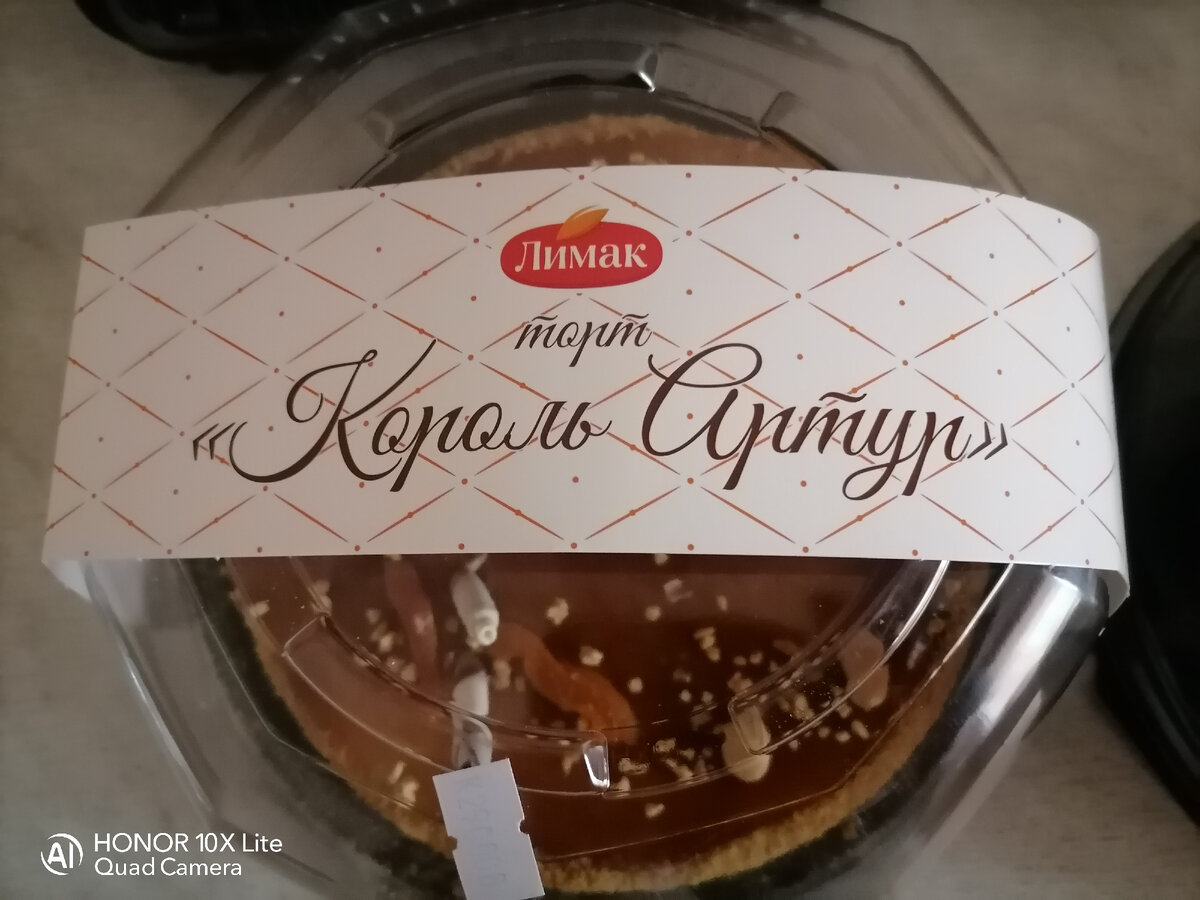 Лимак
торт
«Король Артур»
HONOR 10X Lite
Quad Camera